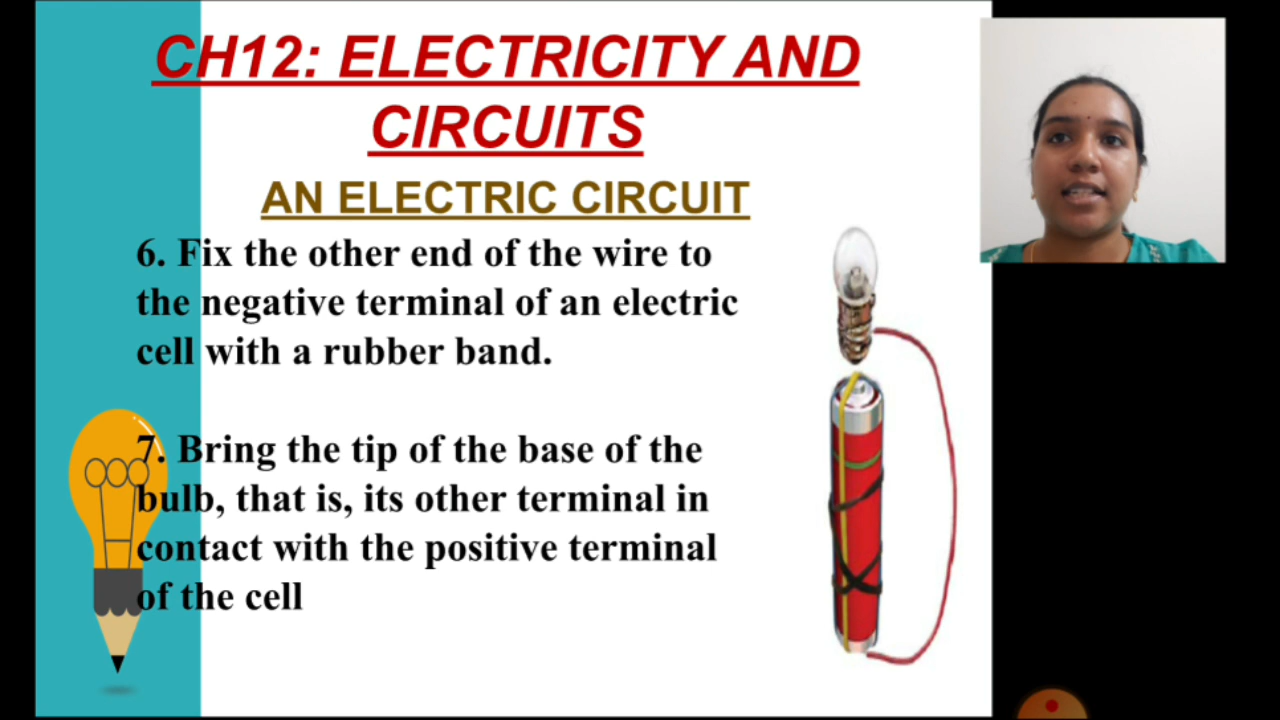 CH12: ELECTRICITY AND
CIRCUITS
AN ELECTRIC CIRCUIT
6. Fix the other end of the wire to
the negative terminal of an electric
cell with a rubber band.
7. Bring the tip of the base of the
bulb, that is, its other terminal in
contact with the positive terminal
of the cell